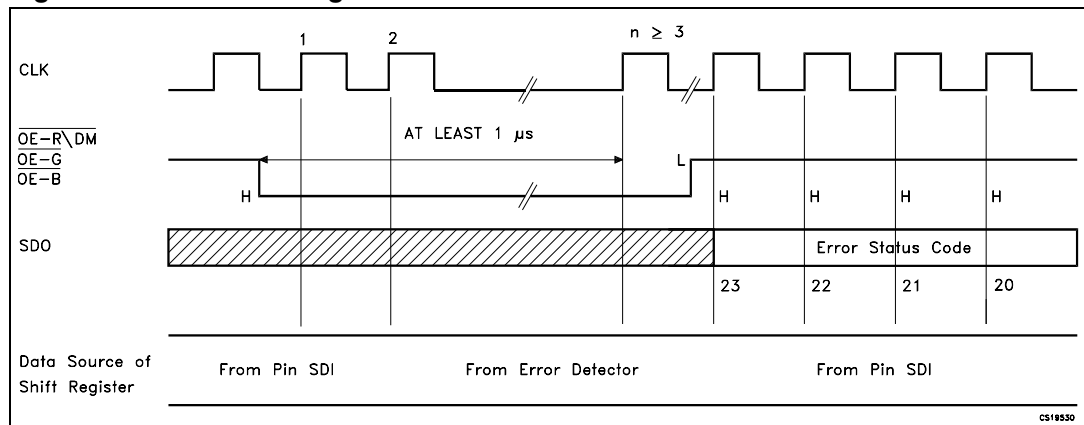 1 2 n ≥ 3
CLK
AT LEAST 1 µs
OE-R\DM
OE-G
OE-B
L
H H H H H
SDO
Error Status Code
23 22 21 20
Data Source of
Shift Register
From Pin SDI From Error Detector From Pin SDI
CS19530